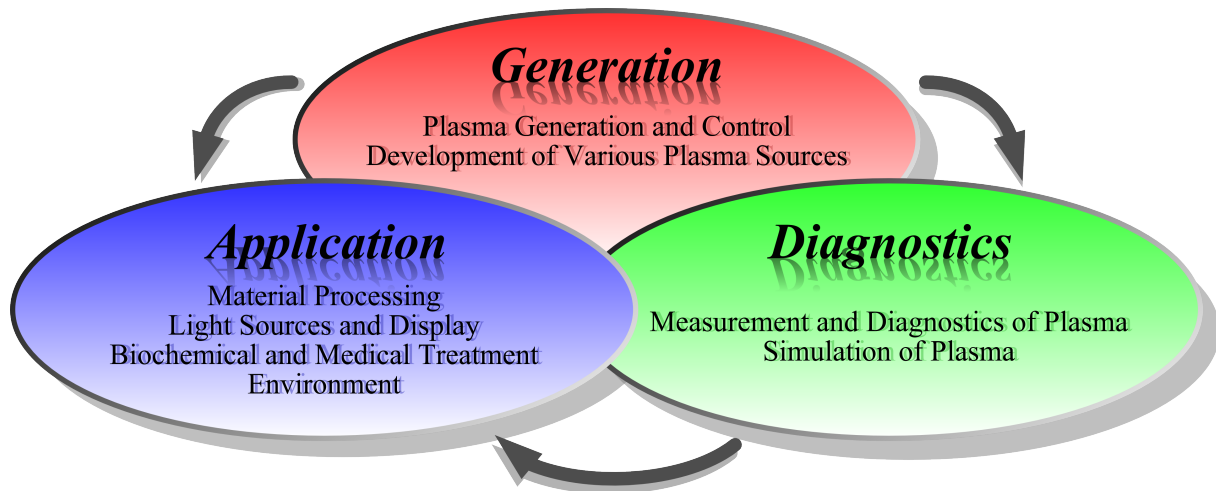 Generation
Plasma Generation and Control
Development of Various Plasma Sources
Application
Material Processing
Light Sources and Display
Biochemical and Medical Treatment
Environment
Diagnostics
Measurement and Diagnostics of Plasma
Simulation of Plasma